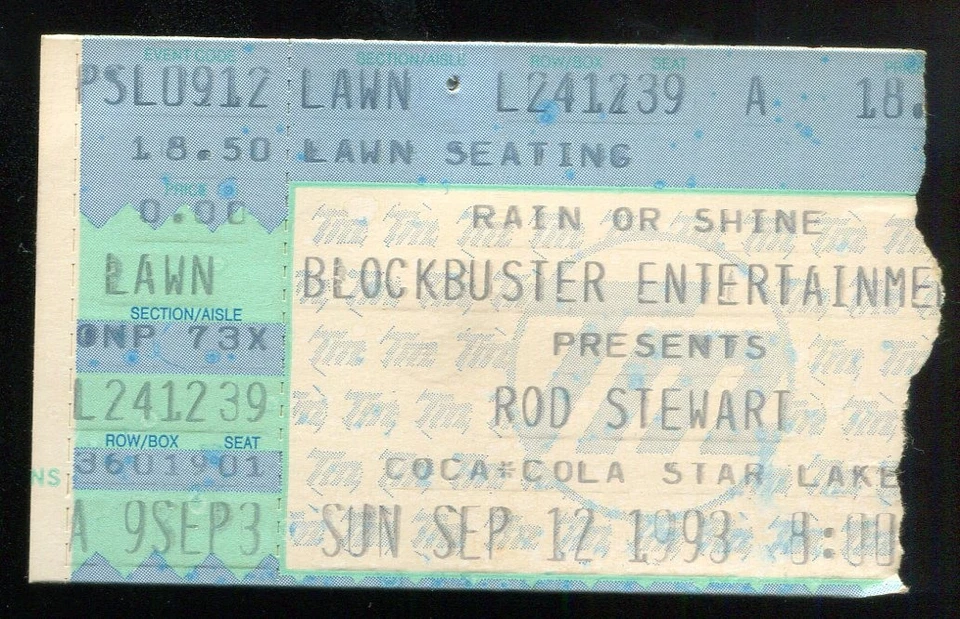 EVENT CODE SECTION/AISLE ROW/BOX SEAT
PSL0912 LAWN L241239 A 18.
18.50 LAWN SEATING
PRICE
0.00
RAIN OR SHINE
LAWN
BLOCKBUSTER ENTERTAINME
SECTION/AISLE
ONP 73X
PRESENTS
L241239
ROD STEWART
ROW/BOX SEAT
3601901
COCA*COLA STAR LAKE
NS
A 9SEP3
SUN SEP 12 1993 :00